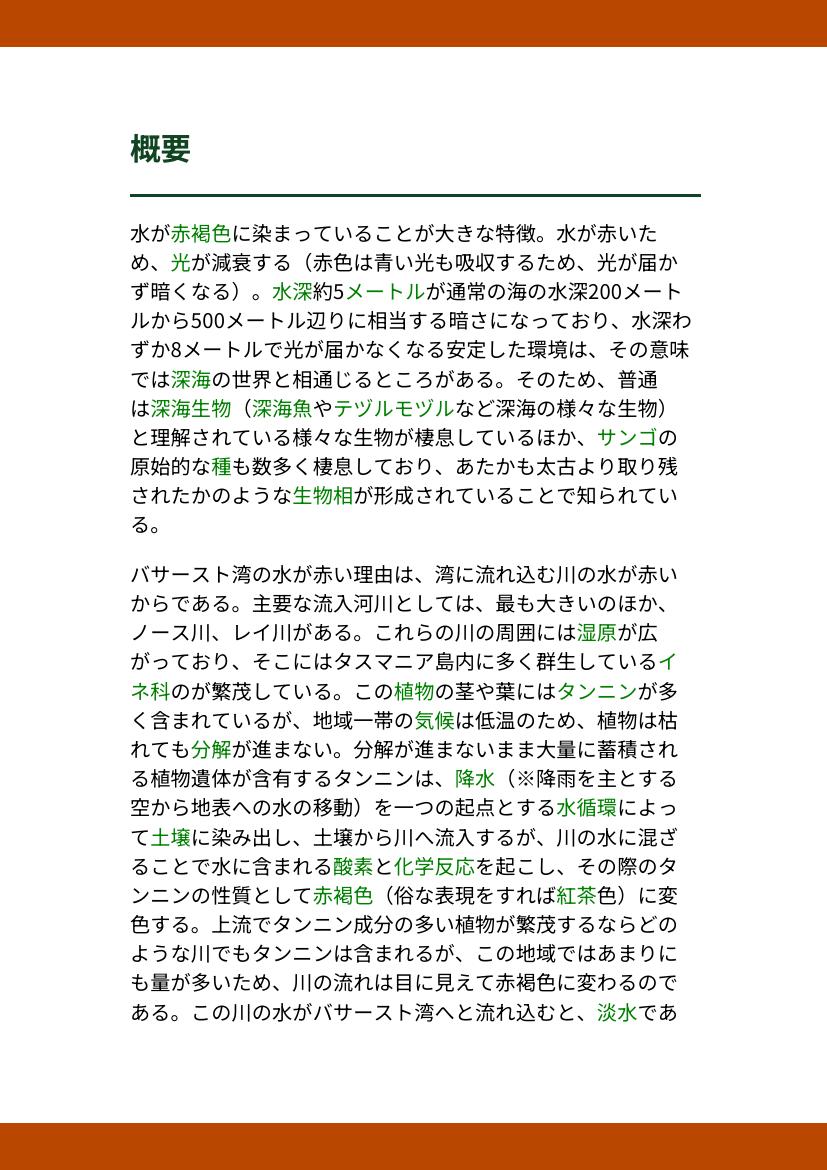 概要
水が赤褐色に染まっていることが大きな特徴。水が赤いた
め、光が減衰する（赤色は青い光も吸収するため、光が届か
ず暗くなる）。水深約5メートルが通常の海の水深200メート
ルから500メートル辺りに相当する暗さになっており、水深わ
ずか8メートルで光が届かなくなる安定した環境は、その意味
では深海の世界と相通じるところがある。そのため、普通
は深海生物（深海魚やテヅルモヅルなど深海の様々な生物）
と理解されている様々な生物が棲息しているほか、サンゴの
原始的な種も数多く棲息しており、あたかも太古より取り残
されたかのような生物相が形成されていることで知られてい
る。
バサースト湾の水が赤い理由は、湾に流れ込む川の水が赤い
からである。主要な流入河川としては、最も大きいのほか、
ノース川、レイ川がある。これらの川の周囲には湿原が広
がっており、そこにはタスマニア島内に多く群生しているイ
ネ科のが繁茂している。この植物の茎や葉にはタンニンが多
く含まれているが、地域一帯の気候は低温のため、植物は枯
れても分解が進まない。分解が進まないまま大量に蓄積され
る植物遺体が含有するタンニンは、降水（※降雨を主とする
空から地表への水の移動）を一つの起点とする水循環によっ
て土壌に染み出し、土壌から川へ流入するが、川の水に混ざ
ることで水に含まれる酸素と化学反応を起こし、その際のタ
ンニンの性質として赤褐色（俗な表現をすれば紅茶色）に変
色する。上流でタンニン成分の多い植物が繁茂するならどの
ような川でもタンニンは含まれるが、この地域ではあまりに
も量が多いため、川の流れは目に見えて赤褐色に変わるので
ある。この川の水がバサースト湾へと流れ込むと、淡水であ